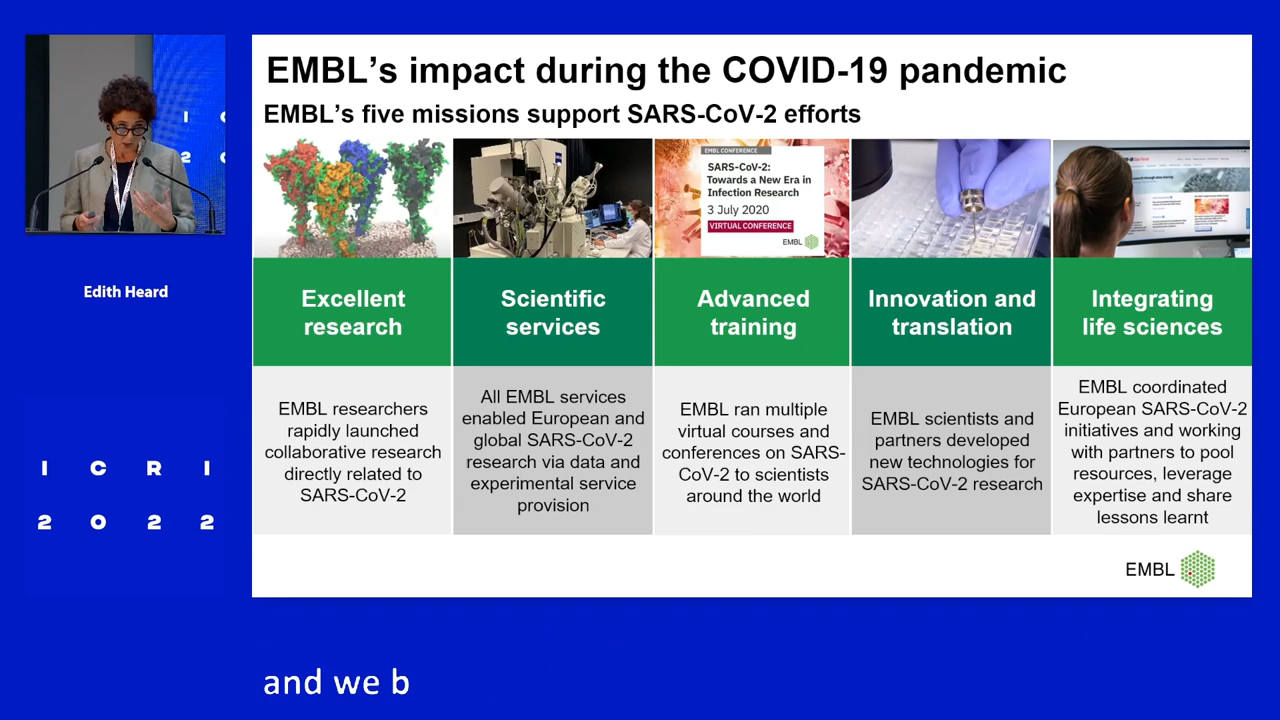 EMBL's impact during the COVID-19 pandemic
EMBL's five missions support SARS-CoV-2 efforts
I C
2
Edith Heard
I C R I
2 0 2 2
EMBL CONFERENCE
SARS-CoV-2:
Towards a New Era in
Infection Research
3 July 2020
VIRTUAL CONFERENCE
EMBL
Excellent
research
Scientific
services
Advanced
training
Innovation and
translation
Integrating
life sciences
EMBL researchers
rapidly launched
collaborative research
directly related to
SARS-CoV-2
All EMBL services
enabled European and
global SARS-CoV-2
research via data and
experimental service
provision
EMBL ran multiple
virtual courses and
conferences on SARS-
CoV-2 to scientists
around the world
EMBL scientists and
partners developed
new technologies for
SARS-CoV-2 research
EMBL coordinated
European SARS-CoV-2
initiatives and working
with partners to pool
resources, leverage
expertise and share
lessons learnt
EMBL
and we b